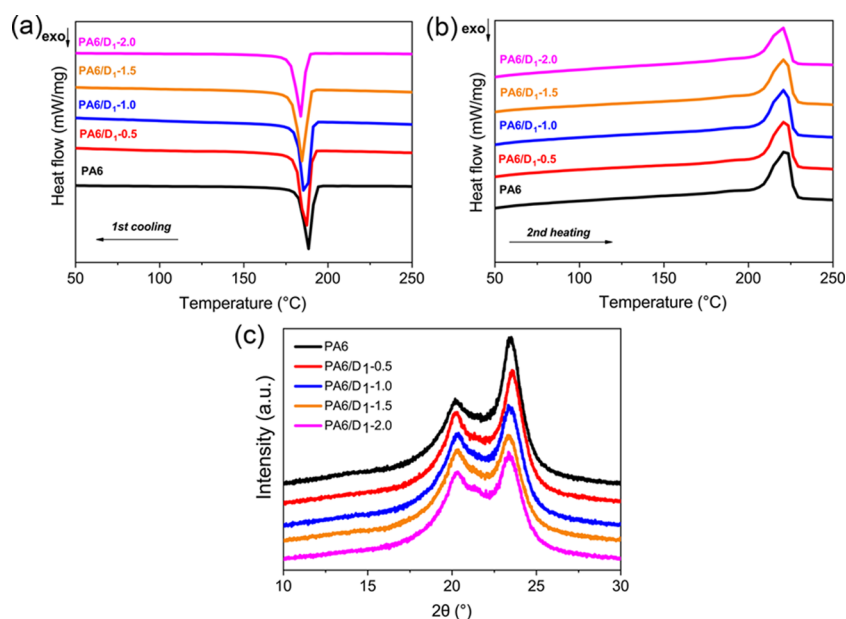 (a)
exo
PA6/D1-2.0
PA6/D1-1.5
PA6/D1-1.0
PA6/D1-0.5
PA6
1st cooling
Heat flow (mW/mg)
50 100 150 200 250
Temperature (°C)
(b)
exo
PA6/D1-2.0
PA6/D1-1.5
PA6/D1-1.0
PA6/D1-0.5
PA6
2nd heating
Heat flow (mW/mg)
50 100 150 200 250
Temperature (°C)
(c)
PA6
PA6/D1-0.5
PA6/D1-1.0
PA6/D1-1.5
PA6/D1-2.0
Intensity (a.u.)
10 15 20 25 30
2θ (°)